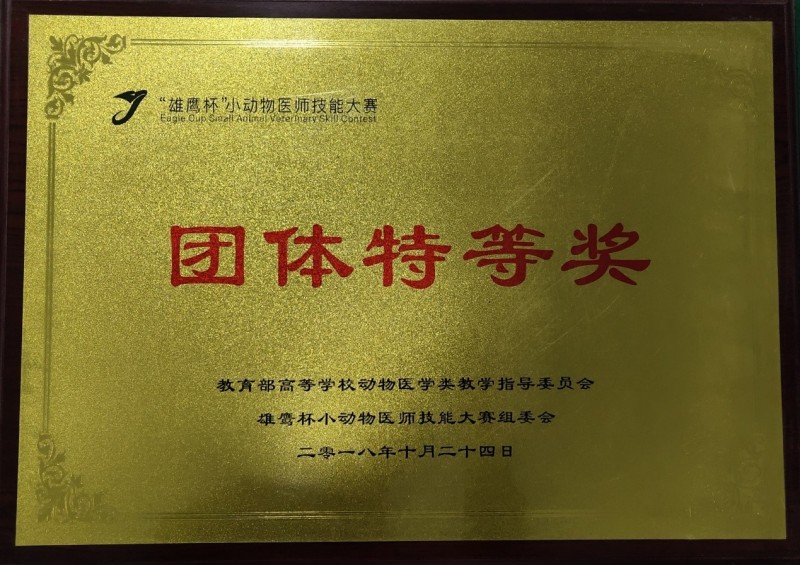 “雄鹰杯”小动物医师技能大赛
Eagle Cup Small Animal Veterinary Skill Contest
团体特等奖
教育部高等学校动物医学类教学指导委员会
雄鹰杯小动物医师技能大赛组委会
二零一八年十月二十四日